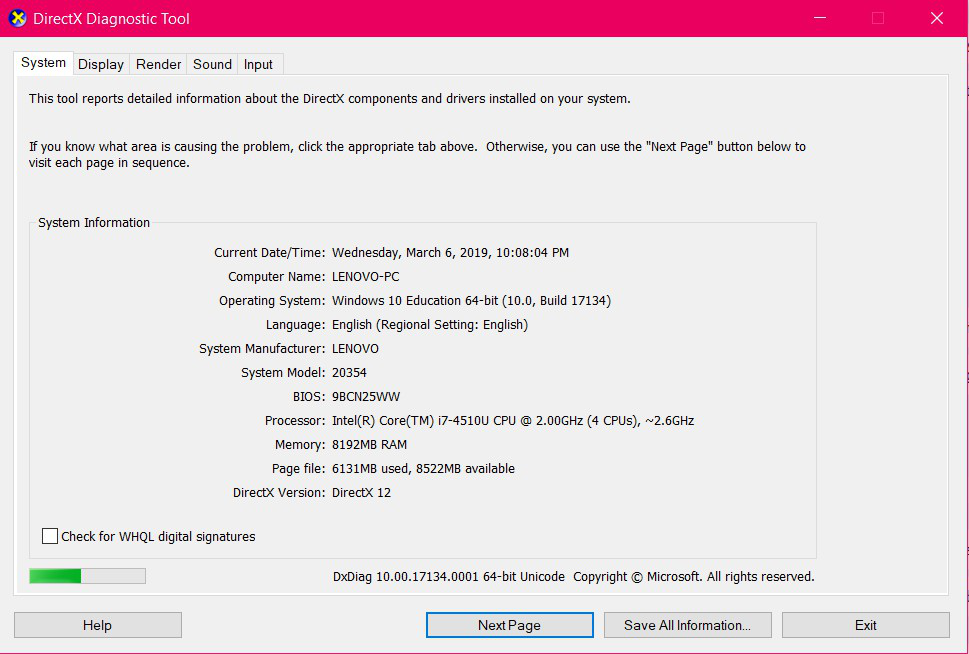 DirectX Diagnostic Tool
System Display Render Sound Input
This tool reports detailed information about the DirectX components and drivers installed on your system.
If you know what area is causing the problem, click the appropriate tab above.  Otherwise, you can use the "Next Page" button below to
visit each page in sequence.
System Information
Current Date/Time: Wednesday, March 6, 2019, 10:08:04 PM
Computer Name: LENOVO-PC
Operating System: Windows 10 Education 64-bit (10.0, Build 17134)
Language: English (Regional Setting: English)
System Manufacturer: LENOVO
System Model: 20354
BIOS: 9BCN25WW
Processor: Intel(R) Core(TM) i7-4510U CPU @ 2.00GHz (4 CPUs), ~2.6GHz
Memory: 8192MB RAM
Page file: 6131MB used, 8522MB available
DirectX Version: DirectX 12
Check for WHQL digital signatures
DxDiag 10.00.17134.0001 64-bit Unicode  Copyright © Microsoft. All rights reserved.
Help Next Page Save All Information... Exit